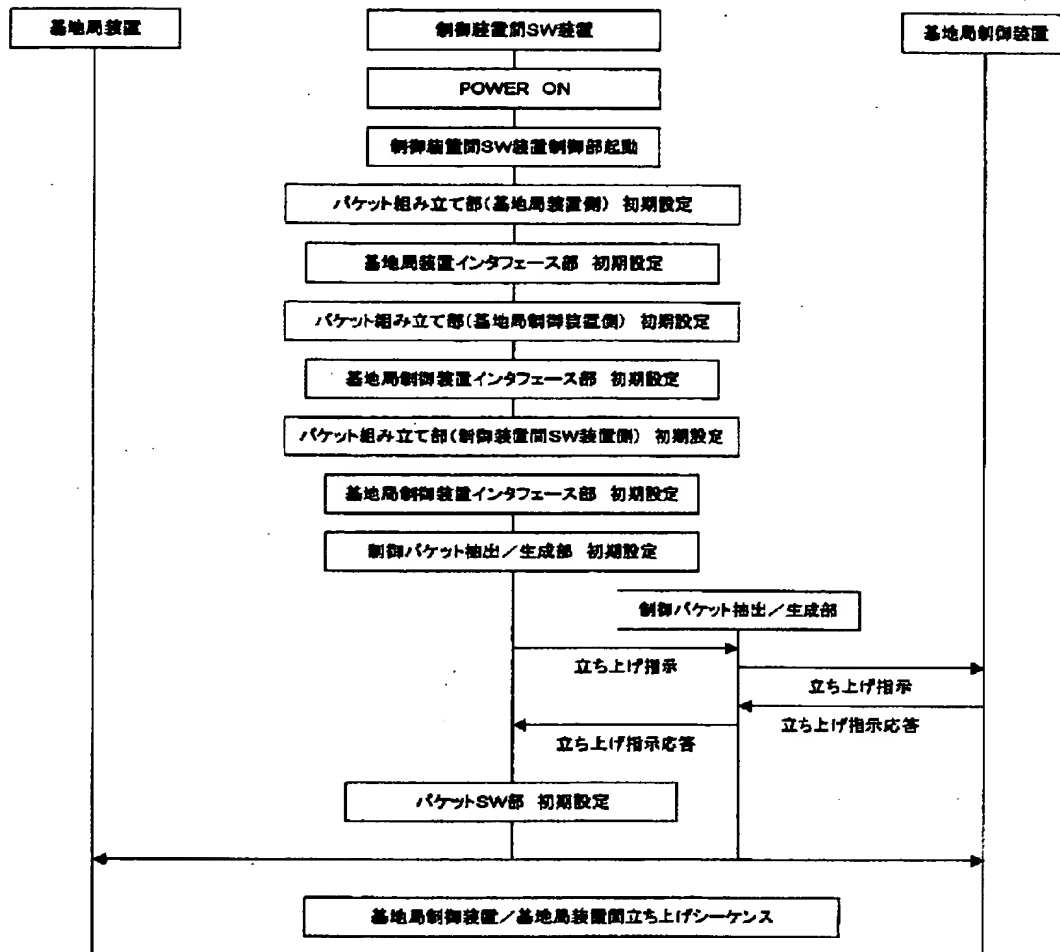 基地局装置
制御装置間SW装置
基地局制御装置
POWER ON
制御装置間SW装置制御部起動
パケット組み立て部(基地局装置側) 初期設定
基地局装置インタフェース部 初期設定
パケット組み立て部(基地局制御装置側) 初期設定
基地局制御装置インタフェース部 初期設定
パケット組み立て部(制御装置間SW装置側) 初期設定
基地局制御装置インタフェース部 初期設定
制御パケット抽出/生成部 初期設定
制御パケット抽出/生成部
立ち上げ指示
立ち上げ指示
立ち上げ指示応答
立ち上げ指示応答
パケットSW部 初期設定
基地局制御装置/基地局装置間立ち上げシーケンス